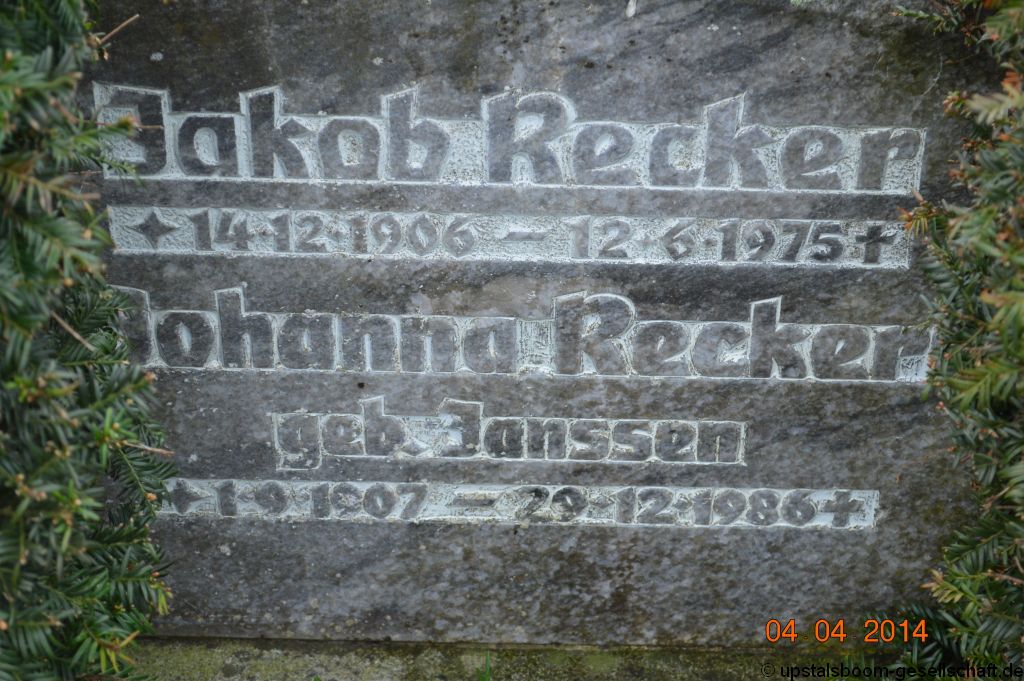 Jakob Recker
✦ 14·12·1906 – 12·6·1975 ✝
Johanna Recker
geb. Janssen
✦ 1·9·1907 – 29·12·1986 ✝
04 04 2014
© upstalsboom-gesellschaft.de